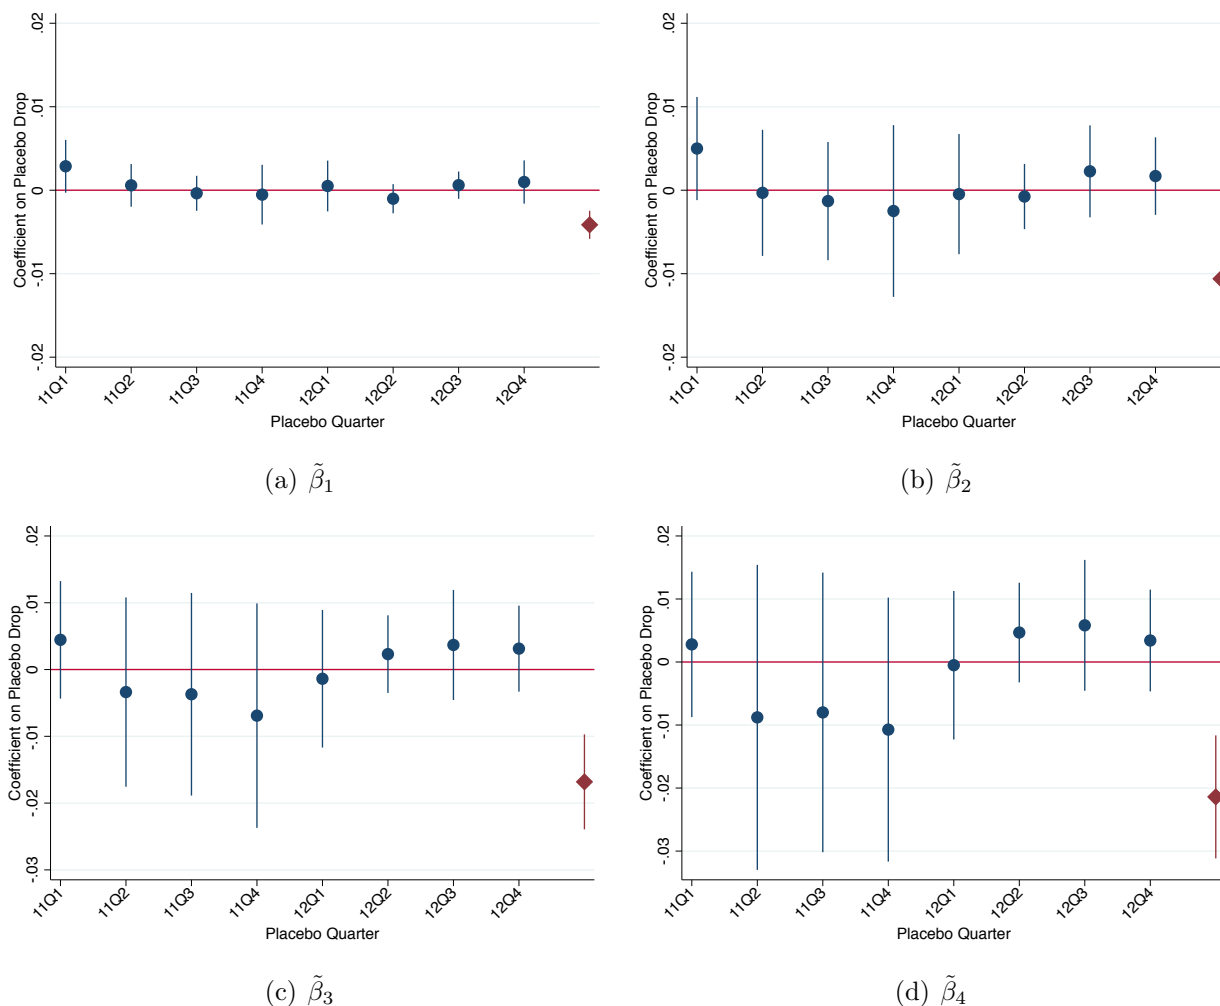 Coefficient on Placebo Drop
.02
.01
0
-.01
-.02
11Q1 11Q2 11Q3 11Q4 12Q1 12Q2 12Q3 12Q4
Placebo Quarter
(a) β̃₁
Coefficient on Placebo Drop
.02
.01
0
-.01
-.02
11Q1 11Q2 11Q3 11Q4 12Q1 12Q2 12Q3 12Q4
Placebo Quarter
(b) β̃₂
Coefficient on Placebo Drop
.02
.01
0
-.01
-.02
-.03
11Q1 11Q2 11Q3 11Q4 12Q1 12Q2 12Q3 12Q4
Placebo Quarter
(c) β̃₃
Coefficient on Placebo Drop
.02
.01
0
-.01
-.02
-.03
11Q1 11Q2 11Q3 11Q4 12Q1 12Q2 12Q3 12Q4
Placebo Quarter
(d) β̃₄